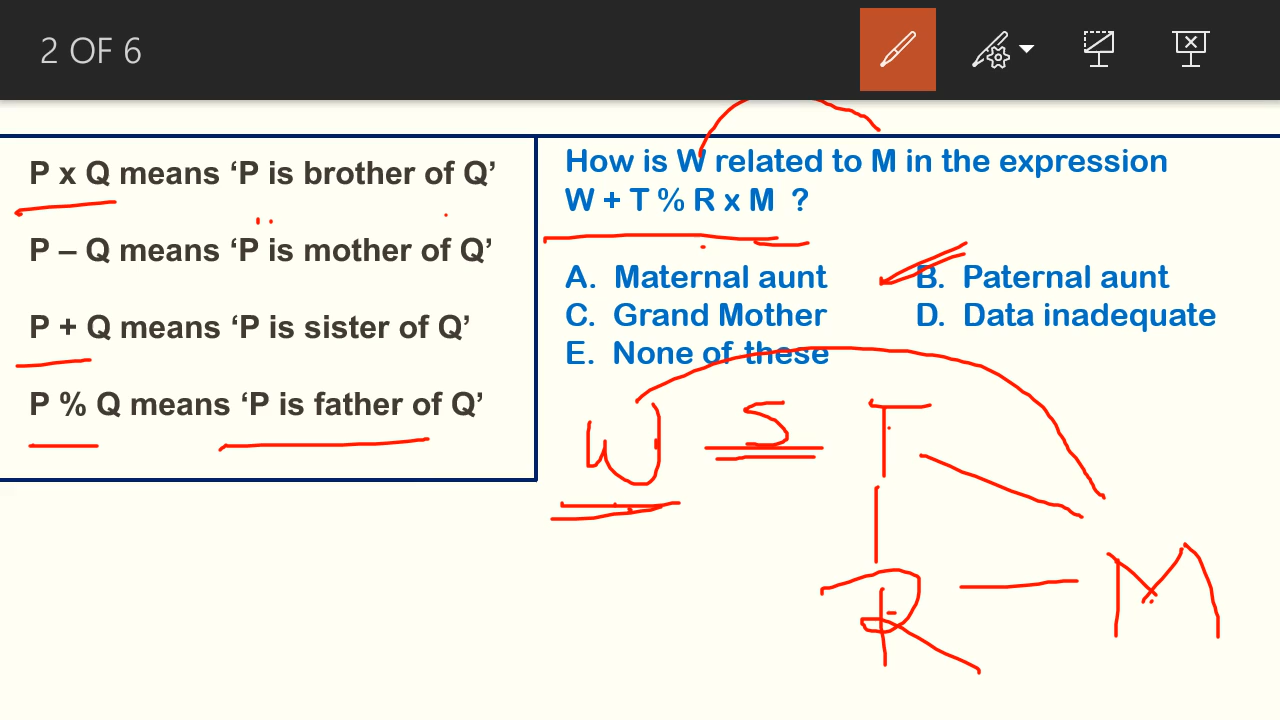 2 OF 6
P x Q means ‘P is brother of Q’
P – Q means ‘P is mother of Q’
P + Q means ‘P is sister of Q’
P % Q means ‘P is father of Q’
How is W related to M in the expression
W + T % R x M ?
A. Maternal aunt B. Paternal aunt
C. Grand Mother D. Data inadequate
E. None of these
W S T
R M